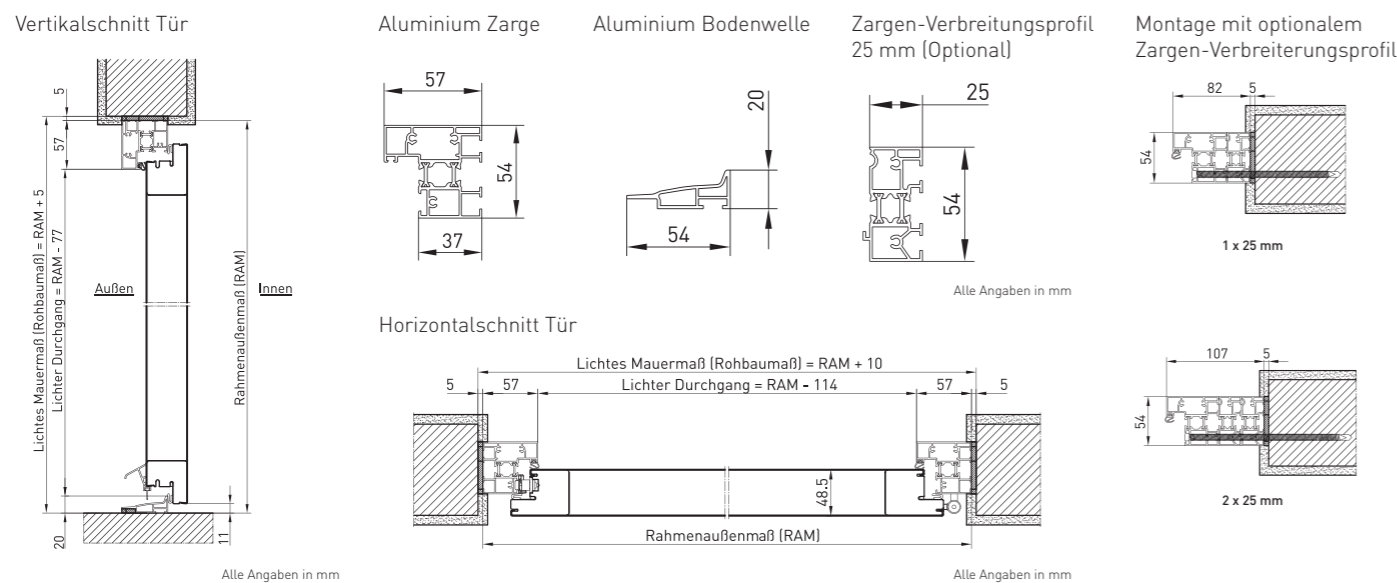 Vertikalschnitt Tür
5
57
Lichtes Mauermaß (Rohbaumaß) = RAM + 5
Lichter Durchgang = RAM - 77
Außen
Rahmenaußenmaß (RAM)
Innen
20
11
Alle Angaben in mm
Aluminium Zarge
57
54
37
Aluminium Bodenwelle
20
54
Zargen-Verbreitungsprofil
25 mm (Optional)
25
54
Alle Angaben in mm
Montage mit optionalem
Zargen-Verbreiterungsprofil
82
5
54
1 x 25 mm
107
5
54
2 x 25 mm
Horizontalschnitt Tür
Lichtes Mauermaß (Rohbaumaß) = RAM + 10
5
57
Lichter Durchgang = RAM - 114
57
5
48.5
Rahmenaußenmaß (RAM)
Alle Angaben in mm